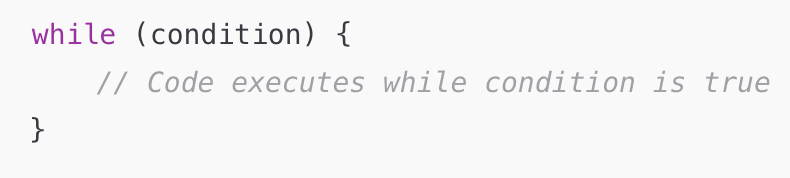 while (condition) {
    // Code executes while condition is true
}